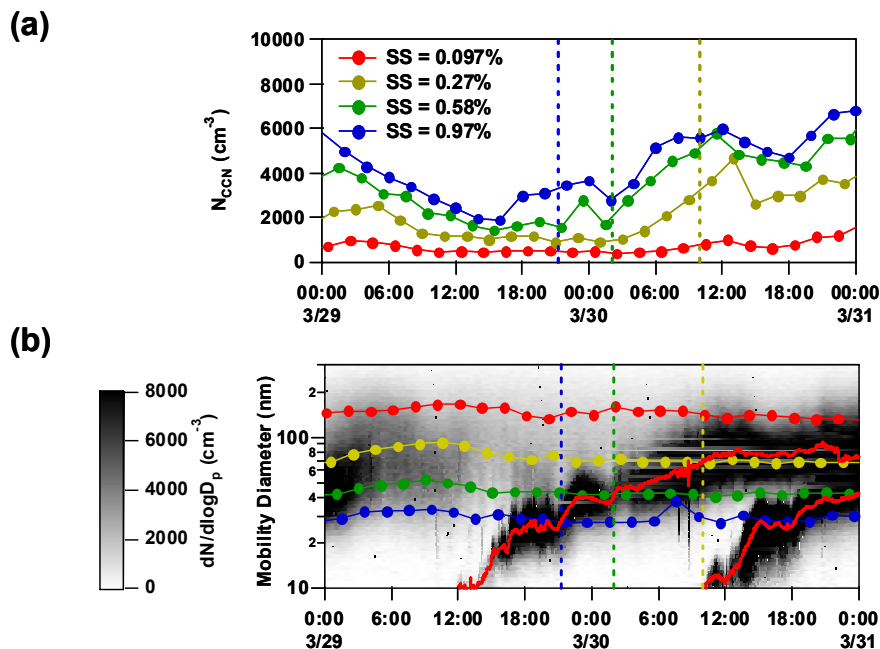 (a)
10000
8000
6000
4000
2000
0
N_CCN (cm⁻³)
SS = 0.097%
SS = 0.27%
SS = 0.58%
SS = 0.97%
00:00 06:00 12:00 18:00 00:00 06:00 12:00 18:00 00:00
3/29 3/30 3/31
(b)
8000
6000
4000
2000
0
dN/dlogD_p (cm⁻³)
Mobility Diameter (nm)
2
100
8
6
4
2
10
0:00 6:00 12:00 18:00 0:00 6:00 12:00 18:00 0:00
3/29 3/30 3/31